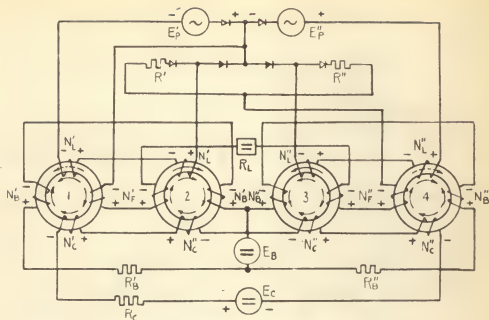 - + - +
E'P E"P
R' R"
N'L N'L N"L N"L
- + - + = - + - +
RL
N'B N'F N'B N"B N"F N"B
1 2 3 4
N'C N"C N"C N"C
EB
R'B R"B
EC
+ -
RC